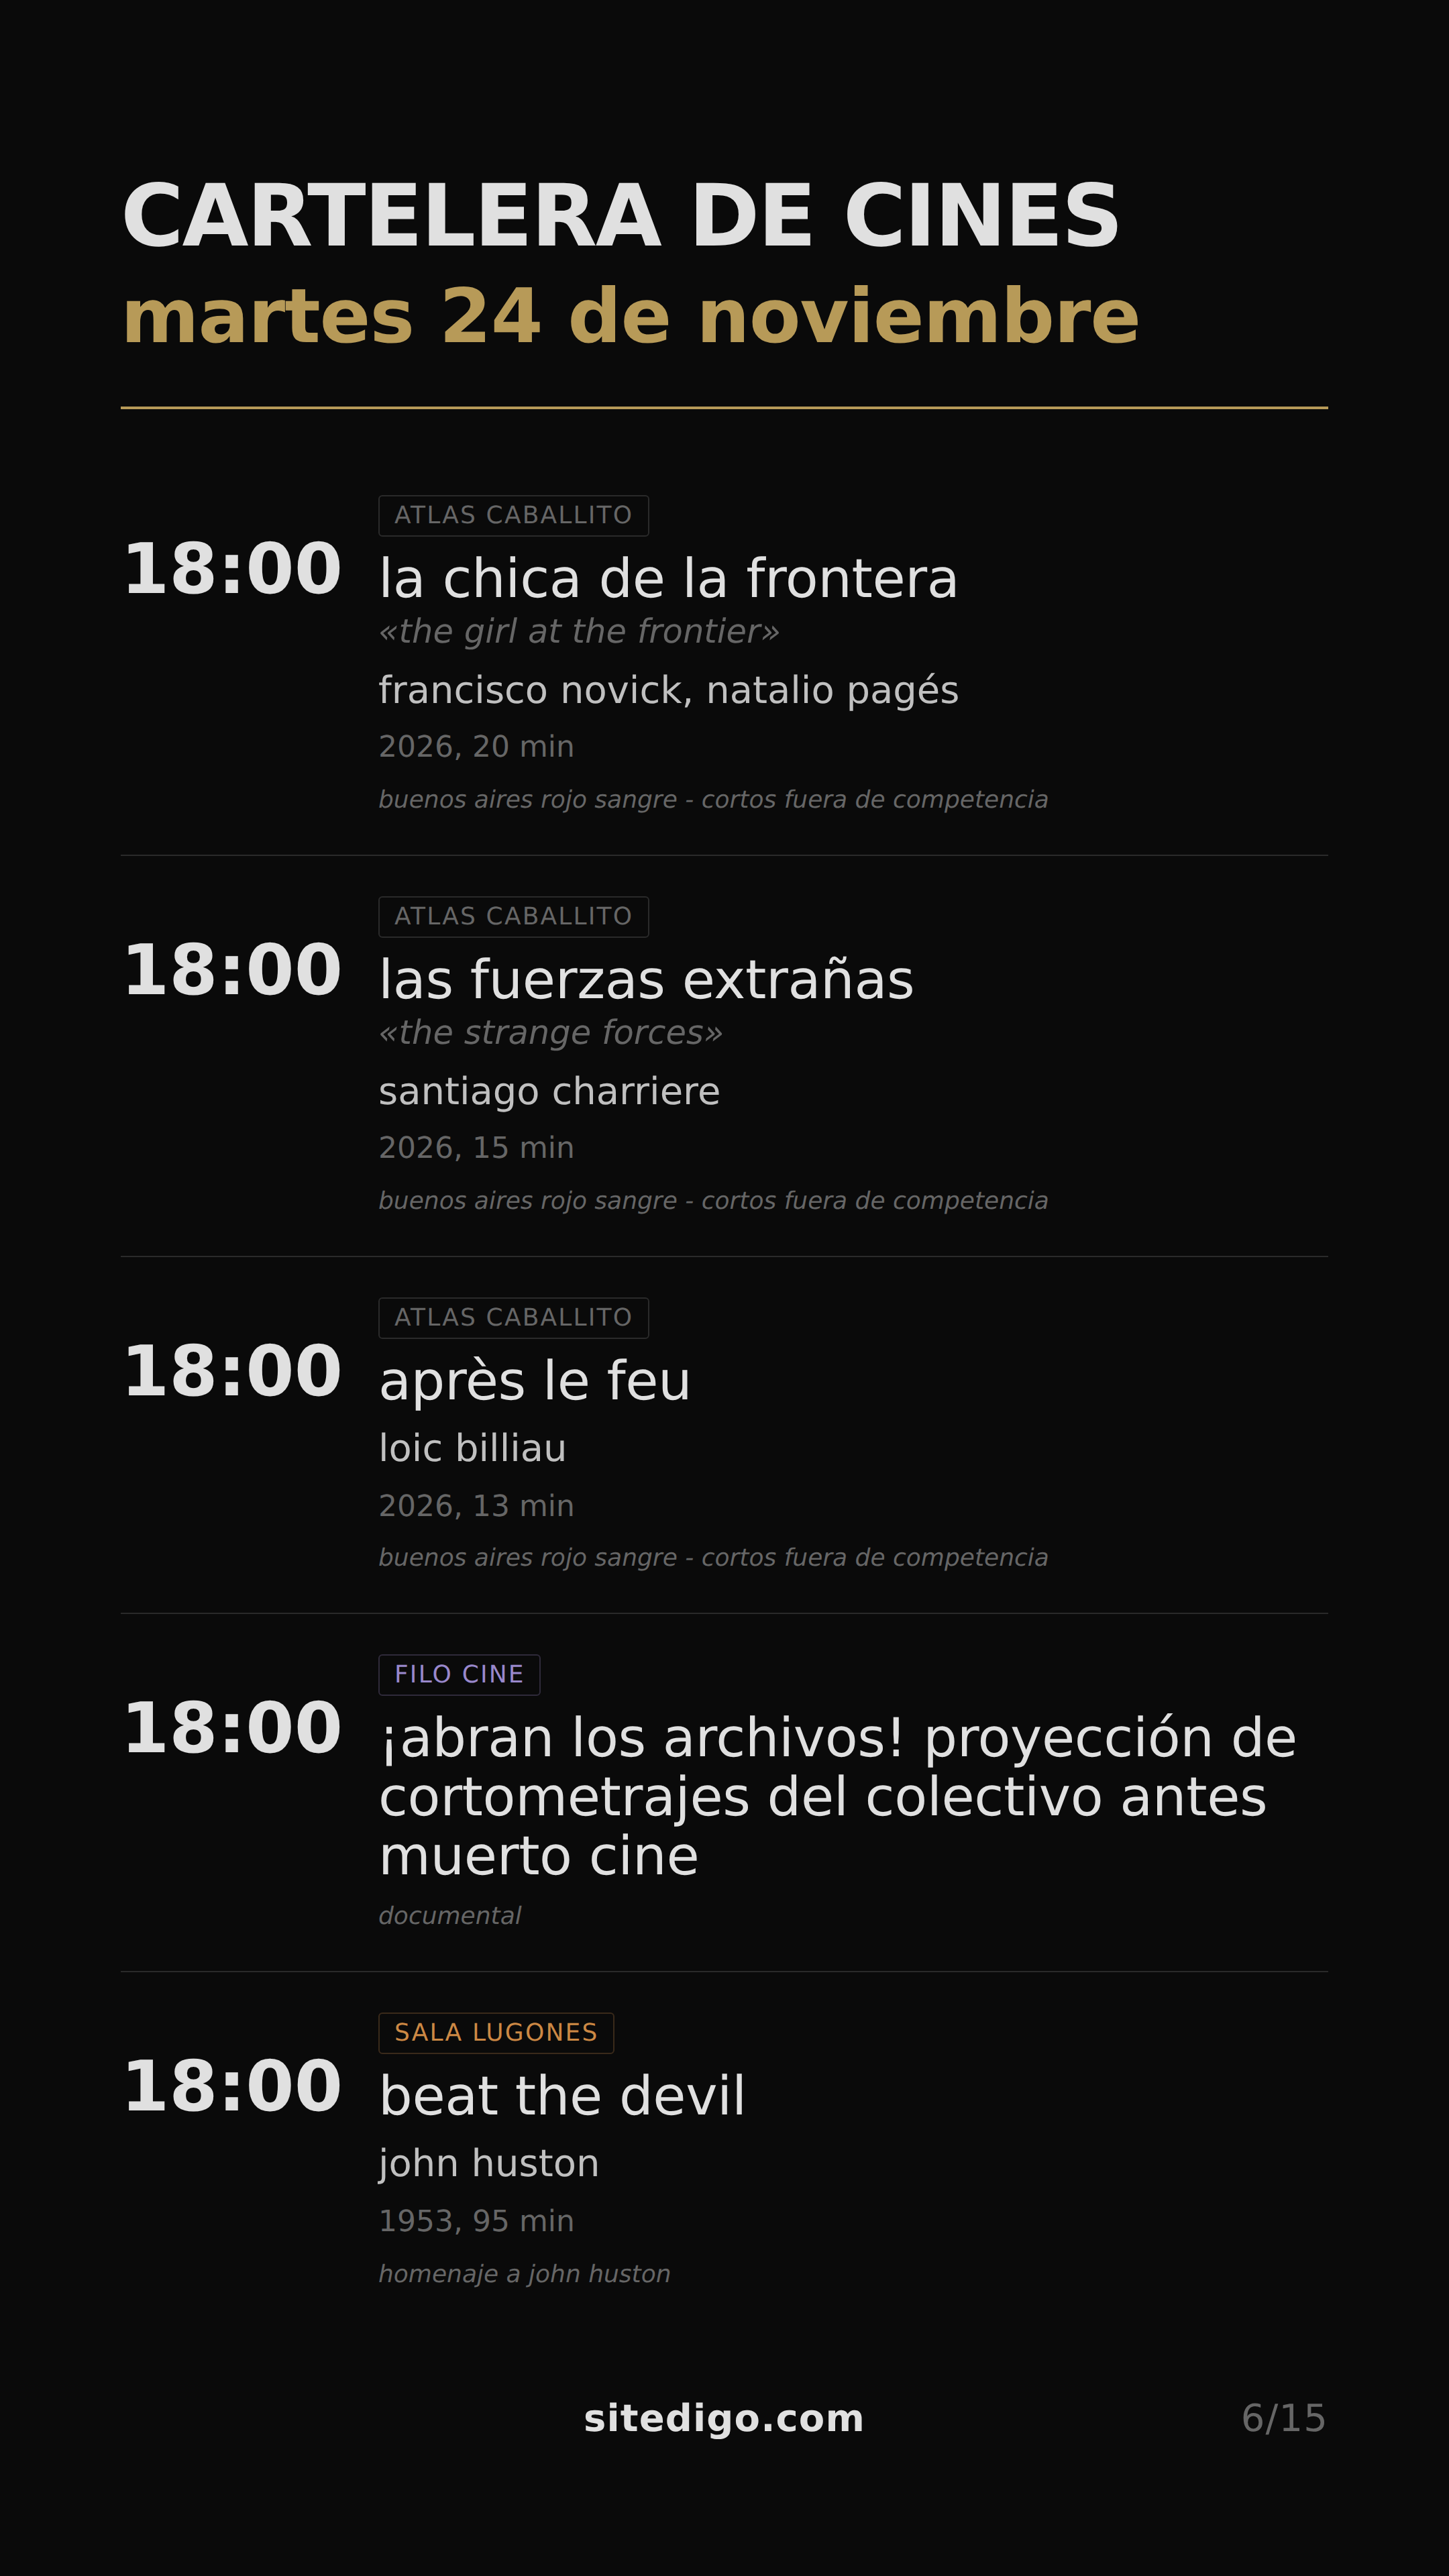 CARTELERA DE CINES
martes 24 de noviembre
ATLAS CABALLITO
18:00
la chica de la frontera
«the girl at the frontier»
francisco novick, natalio pagés
2026, 20 min
buenos aires rojo sangre - cortos fuera de competencia
ATLAS CABALLITO
18:00
las fuerzas extrañas
«the strange forces»
santiago charriere
2026, 15 min
buenos aires rojo sangre - cortos fuera de competencia
ATLAS CABALLITO
18:00
après le feu
loic billiau
2026, 13 min
buenos aires rojo sangre - cortos fuera de competencia
FILO CINE
18:00
¡abran los archivos! proyección de
cortometrajes del colectivo antes
muerto cine
documental
SALA LUGONES
18:00
beat the devil
john huston
1953, 95 min
homenaje a john huston
sitedigo.com
6/15